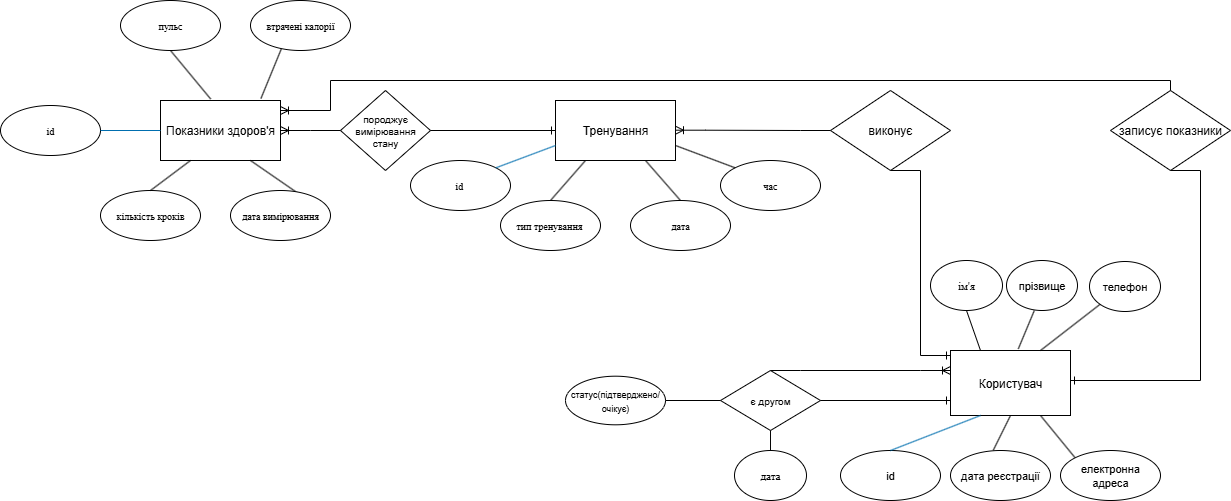 пульс
втрачені калорії
id
Показники здоров'я
породжує
вимірювання
стану
Тренування
виконує
записує показники
кількість кроків
дата вимірювання
id
тип тренування
дата
час
ім'я
прізвище
телефон
Користувач
статус(підтверджено/
очікує)
є другом
дата
id
дата реєстрації
електронна
адреса